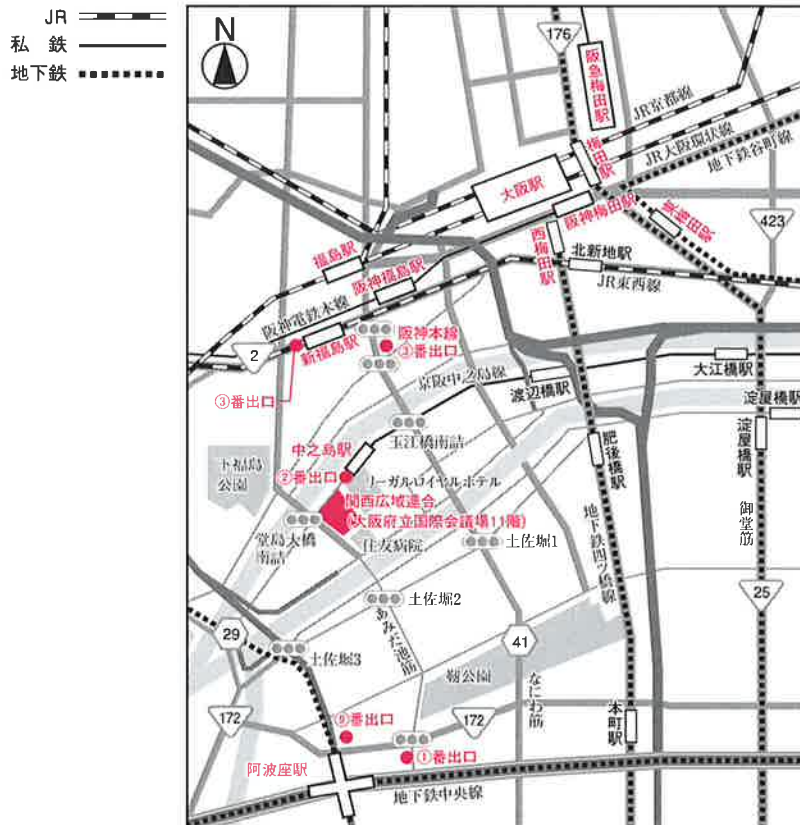 JR
私鉄
地下鉄
N
176
阪急梅田駅
JR京都線
梅田駅
JR大阪環状線
地下鉄谷町線
大阪駅
阪神梅田駅
東梅田駅
423
西梅田駅
福島駅
北新地駅
阪神福島駅
JR東西線
阪神電鉄本線
新福島駅
阪神本線
③番出口
2
③番出口
京阪中之島線
渡辺橋駅
大江橋駅
淀屋橋駅
淀屋橋駅
玉江橋南詰
中之島駅
②番出口
リーガルロイヤルホテル
肥後橋駅
下福島
公園
関西広域連合
(大阪府立国際会議場11階)
堂島大橋
南詰
住友病院
土佐堀1
地下鉄四ツ橋線
御堂筋
土佐堀2
あみだ池筋
25
29
土佐堀3
41
靱公園
なにわ筋
172
⑨番出口
172
本町駅
①番出口
阿波座駅
地下鉄中央線